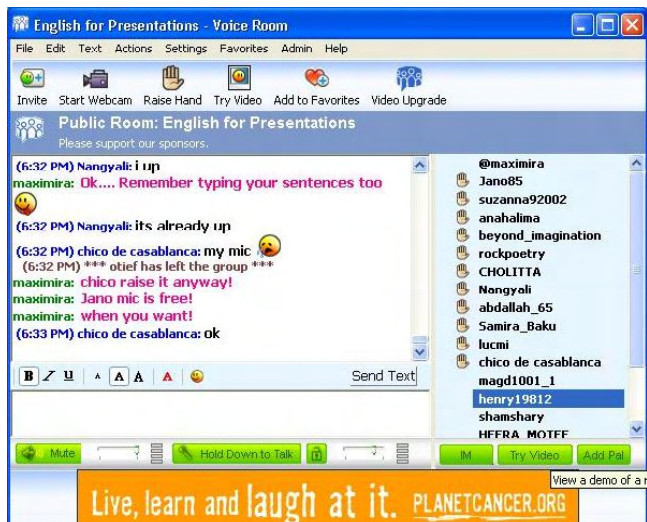 English for Presentations - Voice Room
File Edit Text Actions Settings Favorites Admin Help
Invite Start Webcam Raise Hand Try Video Add to Favorites Video Upgrade
Public Room: English for Presentations
Please support our sponsors.
(6:32 PM) Nangyali: i up
maximira: Ok.... Remember typing your sentences too
(6:32 PM) Nangyali: its already up
(6:32 PM) chico de casablanca: my mic
(6:32 PM) *** otief has left the group ***
maximira: chico raise it anyway!
maximira: Jano mic is free!
maximira: when you want!
(6:33 PM) chico de casablanca: ok
@maximira
Jano85
suzanna92002
anahalima
beyond_imagination
rockpoetry
CHOLITTA
Nangyali
abdallah_65
Samira_Baku
lucmi
chico de casablanca
magd1001_1
henry19812
shamshary
HEERA_MOTEE
B I U A A A A Send Text
Mute Hold Down to Talk IM Try Video Add Pal
View a demo of a
Live, learn and laugh at it. PLANETCANCER.ORG